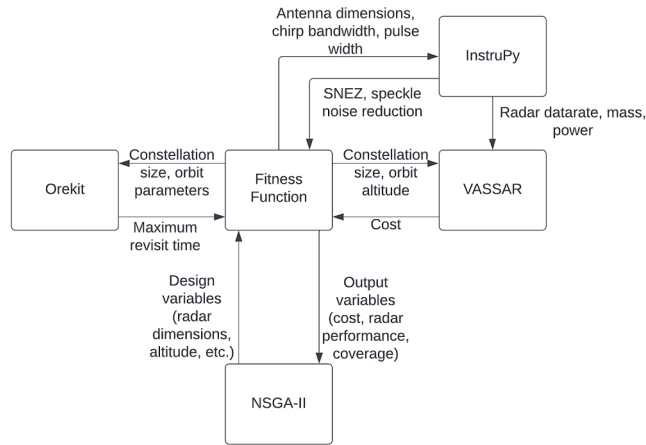 Antenna dimensions,
chirp bandwidth, pulse
width
InstruPy
SNEZ, speckle
noise reduction
Radar datarate, mass,
power
Orekit
Constellation
size, orbit
parameters
Fitness
Function
Constellation
size, orbit
altitude
VASSAR
Maximum
revisit time
Cost
Design
variables
(radar
dimensions,
altitude, etc.)
Output
variables
(cost, radar
performance,
coverage)
NSGA-II